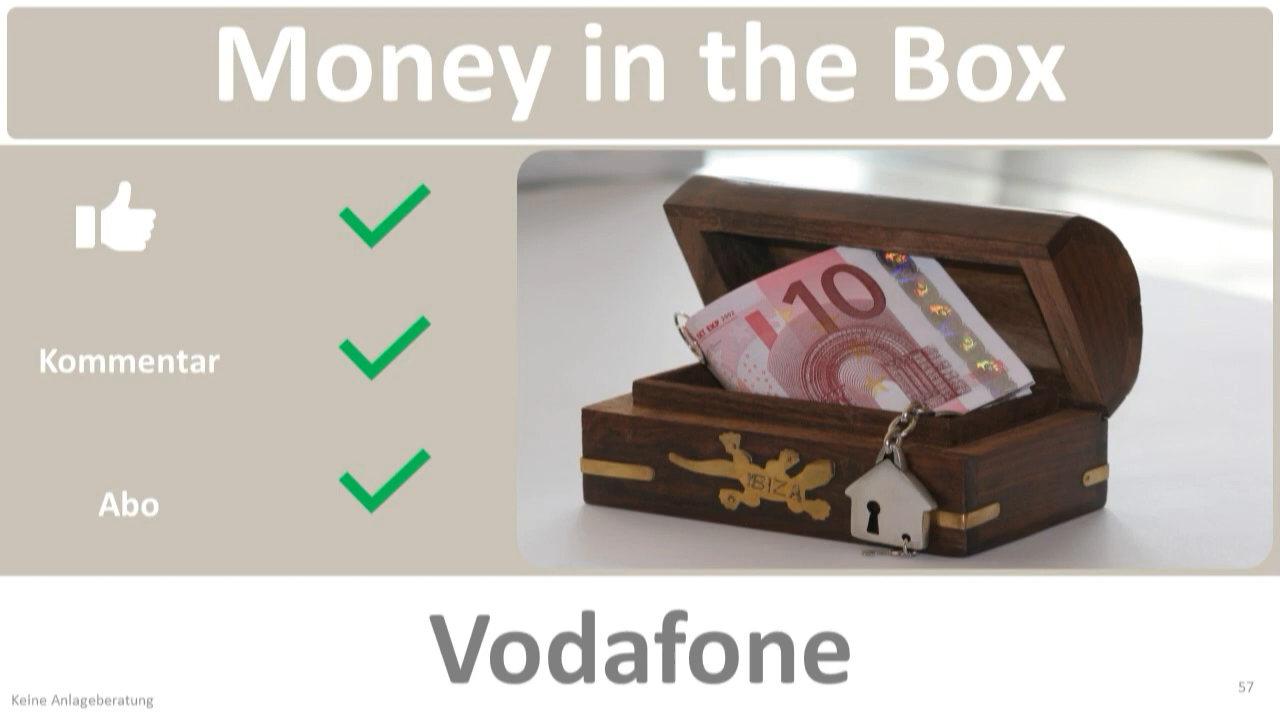 Money in the Box
Kommentar
Abo
10
IBIZA
Vodafone
Keine Anlageberatung
57